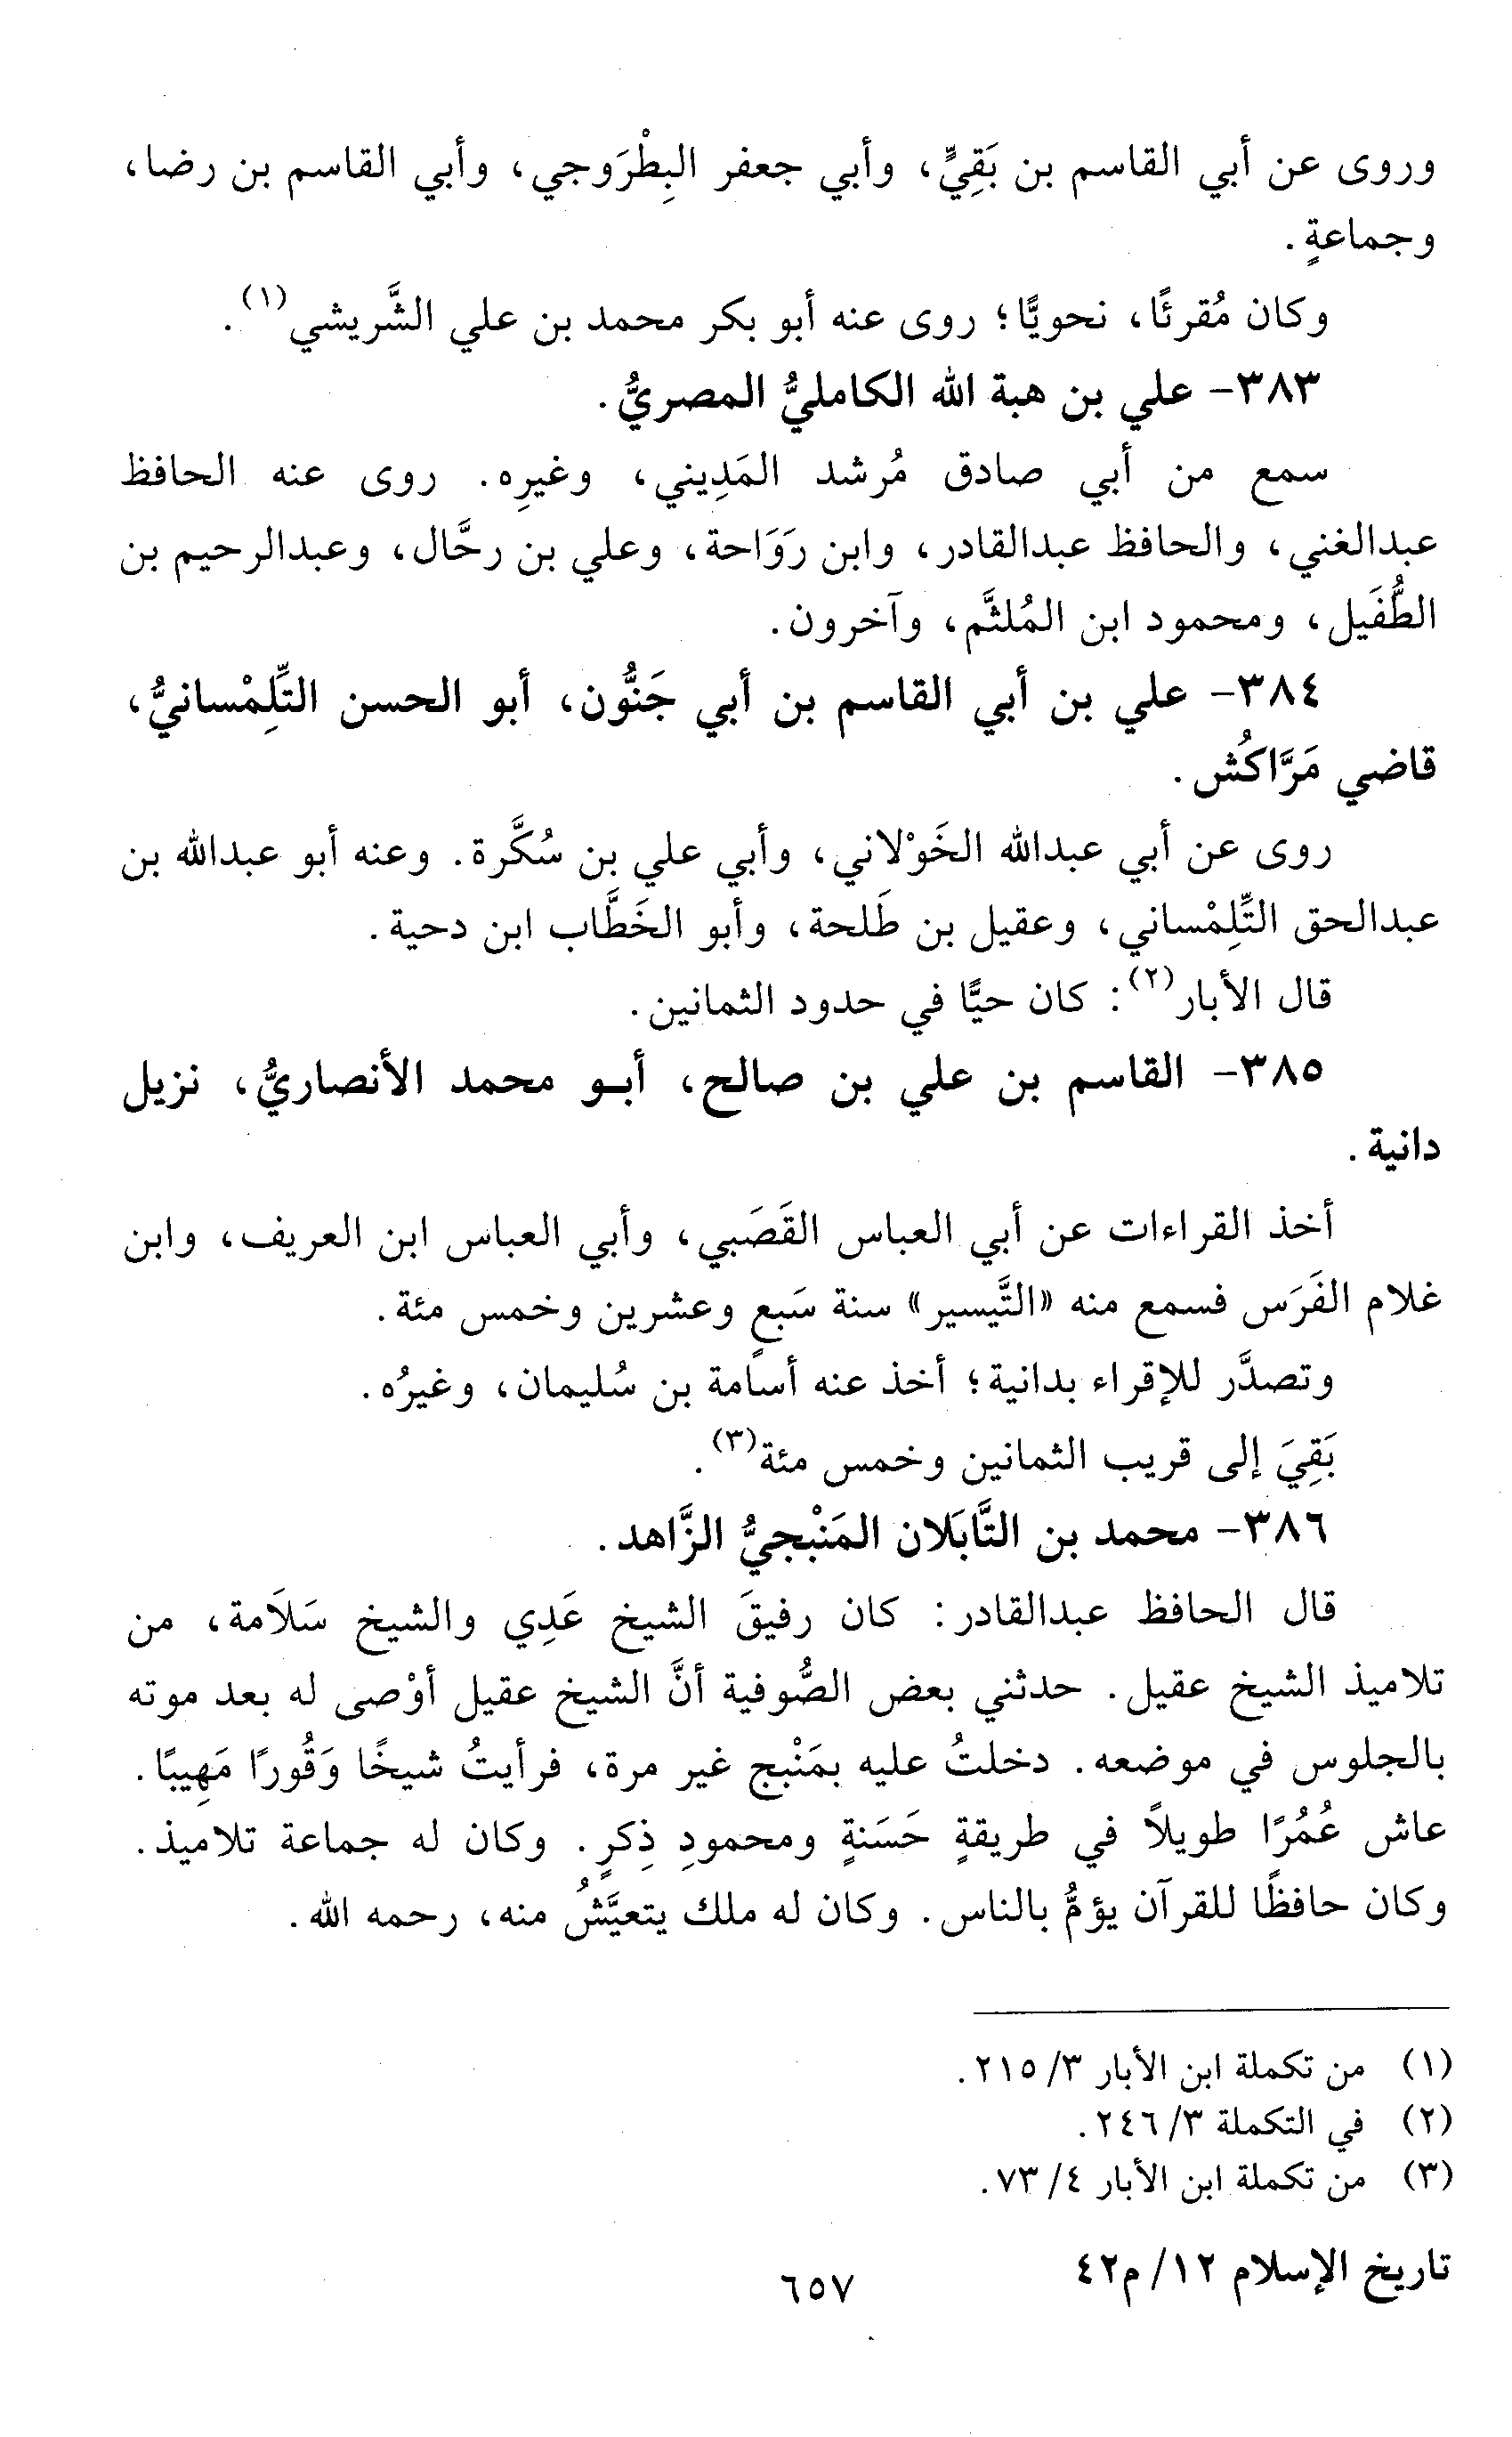 وروى عن أبي القاسم بن بَقِيٍّ، وأبي جعفر البِطْرَوجي، وأبي القاسم بن رضا،
وجماعةٍ.
وكان مُقرئًا، نحويًّا؛ روى عنه أبو بكر محمد بن علي الشَّريشي(١).
٣٨٣- علي بن هبة الله الكامليُّ المصريُّ.
سمع من أبي صادق مُرشد المَدِيني، وغيرِه. روى عنه الحافظ
عبدالغني، والحافظ عبدالقادر، وابن رَوَاحة، وعلي بن رحَّال، وعبدالرحيم بن
الطُّفَيل، ومحمود ابن المُلثَّم، وآخرون.
٣٨٤- علي بن أبي القاسم بن أبي جَنُّون، أبو الحسن التِّلِمْسانيُّ،
قاضي مَرَّاكُش.
روى عن أبي عبدالله الخَوْلاني، وأبي علي بن سُكَّرة. وعنه أبو عبدالله بن
عبدالحق التِّلِمْساني، وعقيل بن طَلحة، وأبو الخَطَّاب ابن دحية.
قال الأبار(٢): كان حيًّا في حدود الثمانين.
٣٨٥- القاسم بن علي بن صالح، أبو محمد الأنصاريُّ، نزيل
دانية.
أخذ القراءات عن أبي العباس القَصَبي، وأبي العباس ابن العريف، وابن
غلام الفَرَس فسمع منه «التَّيسير» سنة سَبعٍ وعشرين وخمس مئة.
وتصدَّر للإقراء بدانية؛ أخذ عنه أسامة بن سُليمان، وغيرُه.
بَقِيَ إلى قريب الثمانين وخمس مئة(٣).
٣٨٦- محمد بن التَّابَلان المَنْبجيُّ الزَّاهد.
قال الحافظ عبدالقادر: كان رفيقَ الشيخ عَدِي والشيخ سَلاَمة، من
تلاميذ الشيخ عقيل. حدثني بعض الصُّوفية أنَّ الشيخ عقيل أوْصى له بعد موته
بالجلوس في موضعه. دخلتُ عليه بمَنْبج غير مرة، فرأيتُ شيخًا وَقُورًا مَهِيبًا.
عاش عُمُرًا طويلاً في طريقةٍ حَسَنةٍ ومحمودِ ذِكرٍ. وكان له جماعة تلاميذ.
وكان حافظًا للقرآن يؤمُّ بالناس. وكان له ملك يتعيَّشُ منه، رحمه الله.
(١) من تكملة ابن الأبار ٣/ ٢١٥.
(٢) في التكملة ٣/ ٢٤٦.
(٣) من تكملة ابن الأبار ٤/ ٧٣.
تاريخ الإسلام ١٢/ م٤٢
٦٥٧